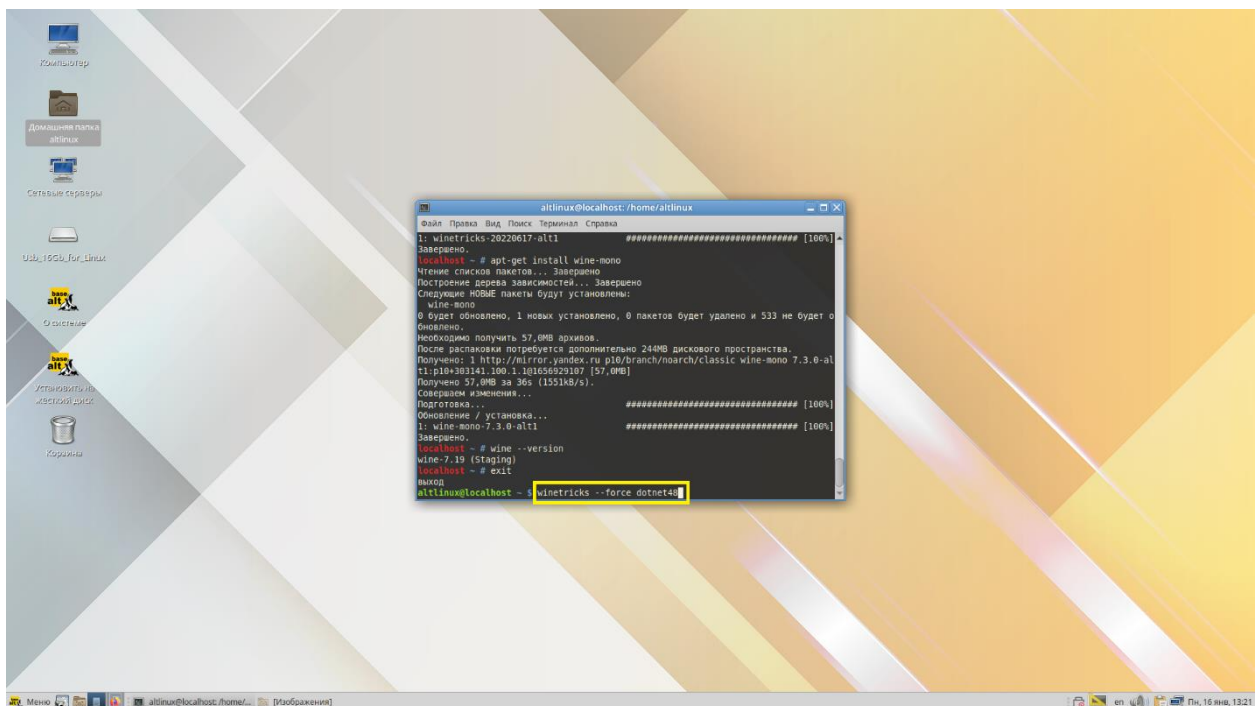 Компьютер
Домашняя папка
altlinux
Сетевые серверы
Usb_16Gb_for_Linux
base
alt
О системе
base
alt
Установить на
жёсткий диск
Корзина
altlinux@localhost: /home/altlinux
Файл Правка Вид Поиск Терминал Справка
1: winetricks-20220617-alt1 ################################# [100%]
Завершено.
localhost ~ # apt-get install wine-mono
Чтение списков пакетов... Завершено
Построение дерева зависимостей... Завершено
Следующие НОВЫЕ пакеты будут установлены:
wine-mono
0 будет обновлено, 1 новых установлено, 0 пакетов будет удалено и 533 не будет о
бновлено.
Необходимо получить 57,0MB архивов.
После распаковки потребуется дополнительно 244MB дискового пространства.
Получено: 1 http://mirror.yandex.ru p10/branch/noarch/classic wine-mono 7.3.0-al
t1:p10+303141.100.1.1@1656929107 [57,0MB]
Получено 57,0MB за 36s (1551kB/s).
Совершаем изменения...
Подготовка... ################################# [100%]
Обновление / установка...
1: wine-mono-7.3.0-alt1 ################################# [100%]
Завершено.
localhost ~ # wine --version
wine-7.19 (Staging)
localhost ~ # exit
выход
altlinux@localhost ~ $ winetricks --force dotnet48
Меню altlinux@localhost: /home/... [Изображения] en Пн, 16 янв, 13:21